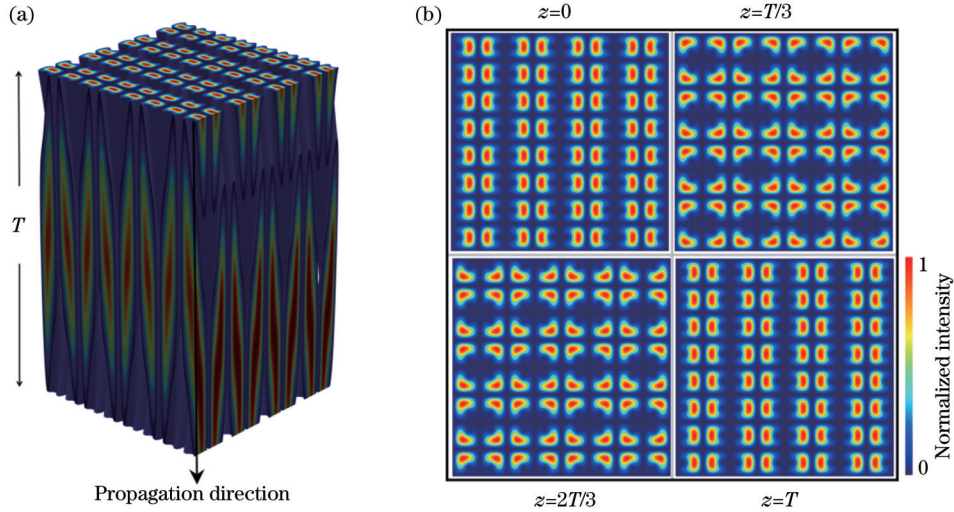 (a)
T
Propagation direction
(b)
z=0
z=T/3
z=2T/3
z=T
1
0
Normalized intensity